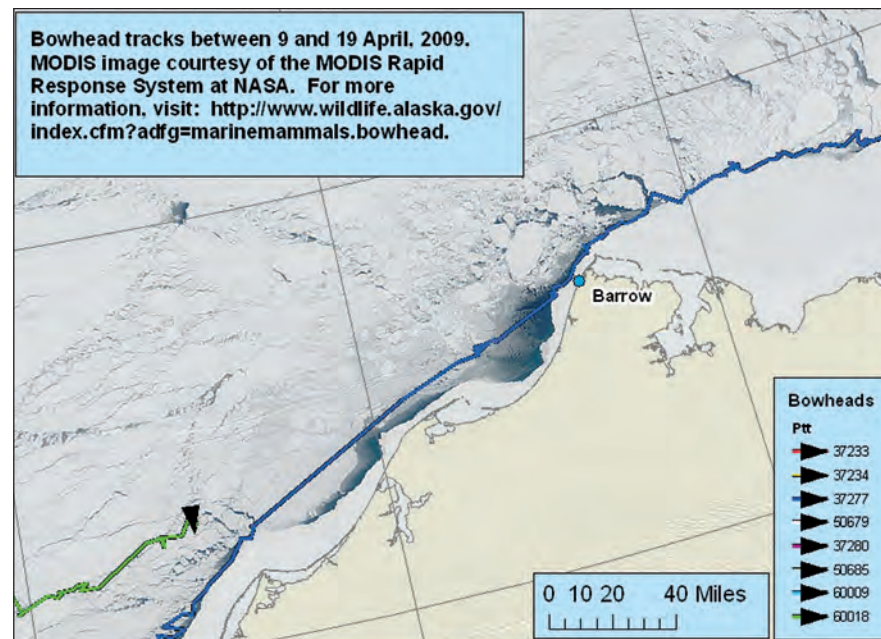 Bowhead tracks between 9 and 19 April, 2009.
MODIS image courtesy of the MODIS Rapid
Response System at NASA.  For more
information, visit:  http://www.wildlife.alaska.gov/
index.cfm?adfg=marinemammals.bowhead.
Barrow
Bowheads
Ptt
37233
37234
37277
50679
37280
50685
60009
60018
0 10 20 40 Miles